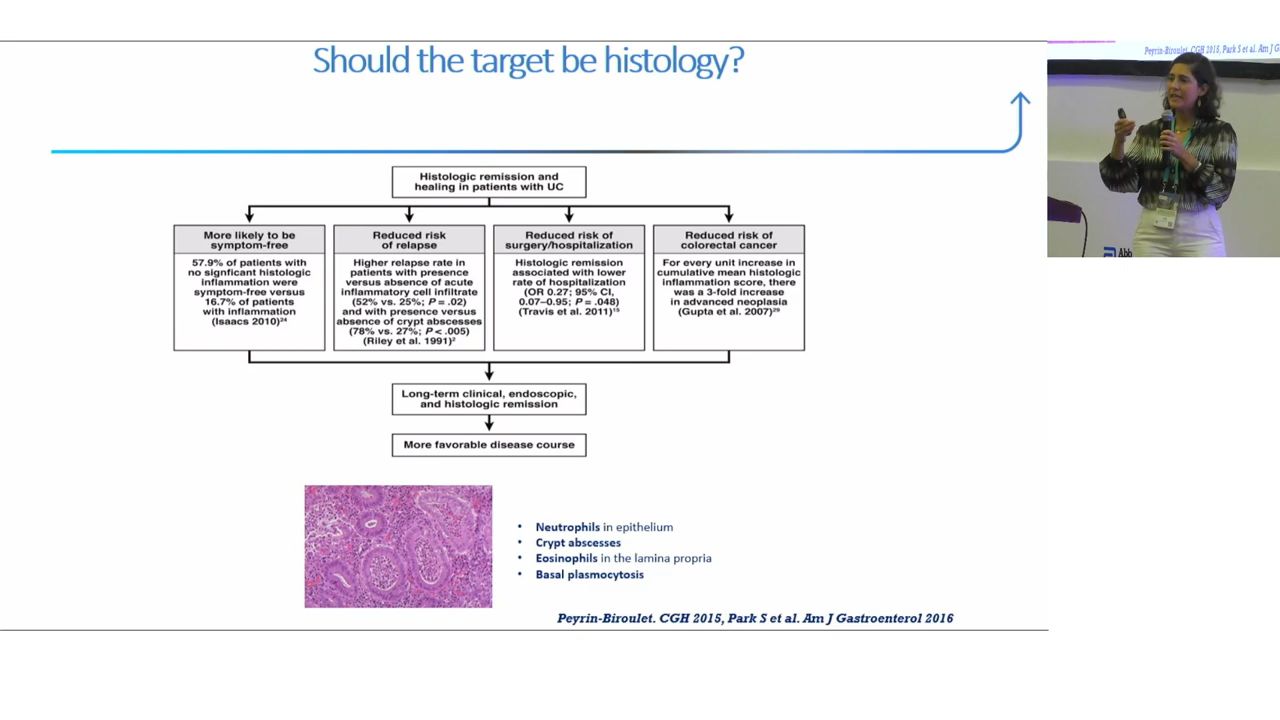 Should the target be histology?
Peyrin-Biroulet. CGH 2015, Park S et al. Am J G
Abb
Histologic remission and
healing in patients with UC
More likely to be
symptom-free
57.9% of patients with
no signficant histologic
inflammation were
symptom-free versus
16.7% of patients
with inflammation
(Isaacs 2010)24
Reduced risk
of relapse
Higher relapse rate in
patients with presence
versus absence of acute
inflammatory cell infiltrate
(52% vs. 25%; P = .02)
and with presence versus
absence of crypt abscesses
(78% vs. 27%; P < .005)
(Riley et al. 1991)2
Reduced risk of
surgery/hospitalization
Histologic remission
associated with lower
rate of hospitalization
(OR 0.27; 95% CI,
0.07–0.95; P = .048)
(Travis et al. 2011)15
Reduced risk of
colorectal cancer
For every unit increase in
cumulative mean histologic
inflammation score, there
was a 3-fold increase
in advanced neoplasia
(Gupta et al. 2007)29
Long-term clinical, endoscopic,
and histologic remission
More favorable disease course
• Neutrophils in epithelium
• Crypt abscesses
• Eosinophils in the lamina propria
• Basal plasmocytosis
Peyrin-Biroulet. CGH 2015, Park S et al. Am J Gastroenterol 2016